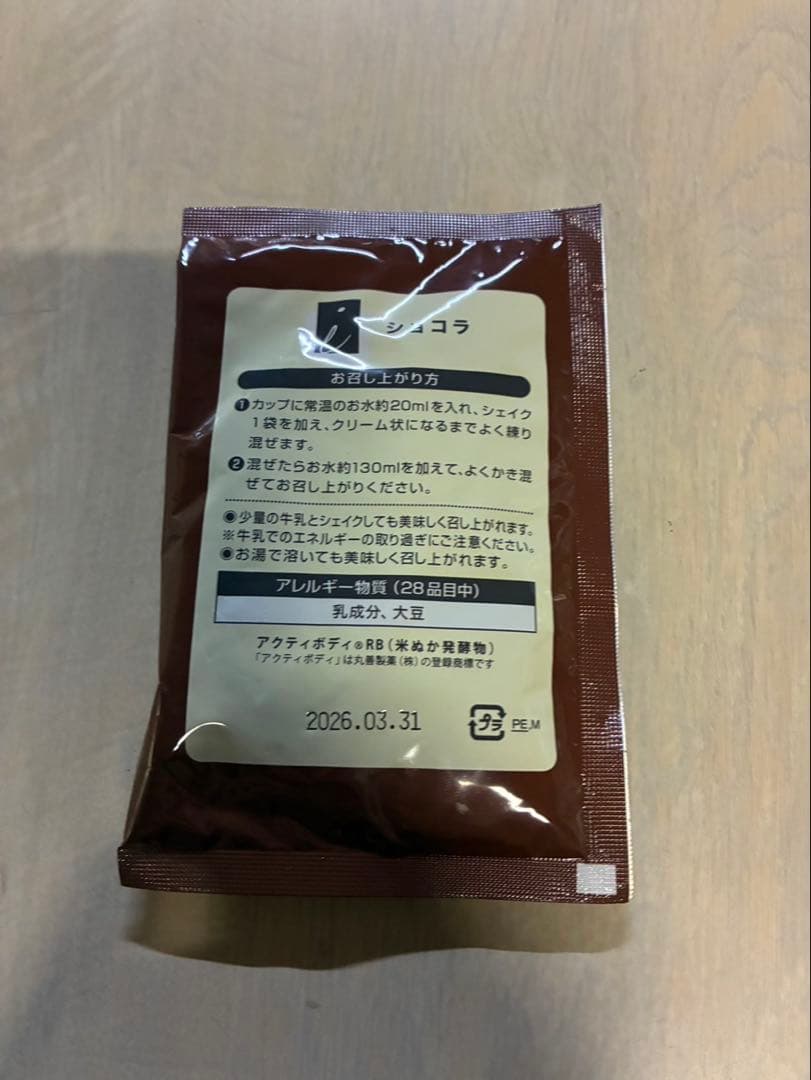 ショコラ
お召し上がり方
❶カップに常温のお水約20mlを入れ、シェイク
1袋を加え、クリーム状になるまでよく練り
混ぜます。
❷混ぜたらお水約130mlを加えて、よくかき混
ぜてお召し上がりください。
◉少量の牛乳とシェイクしても美味しく召し上がれます。
※牛乳でのエネルギーの取り過ぎにご注意ください。
◉お湯で溶いても美味しく召し上がれます。
アレルギー物質（28品目中）
乳成分、大豆
アクティボディ®RB（米ぬか発酵物）
「アクティボディ」は丸善製薬（株）の登録商標です
2026.03.31
プラ PE,M